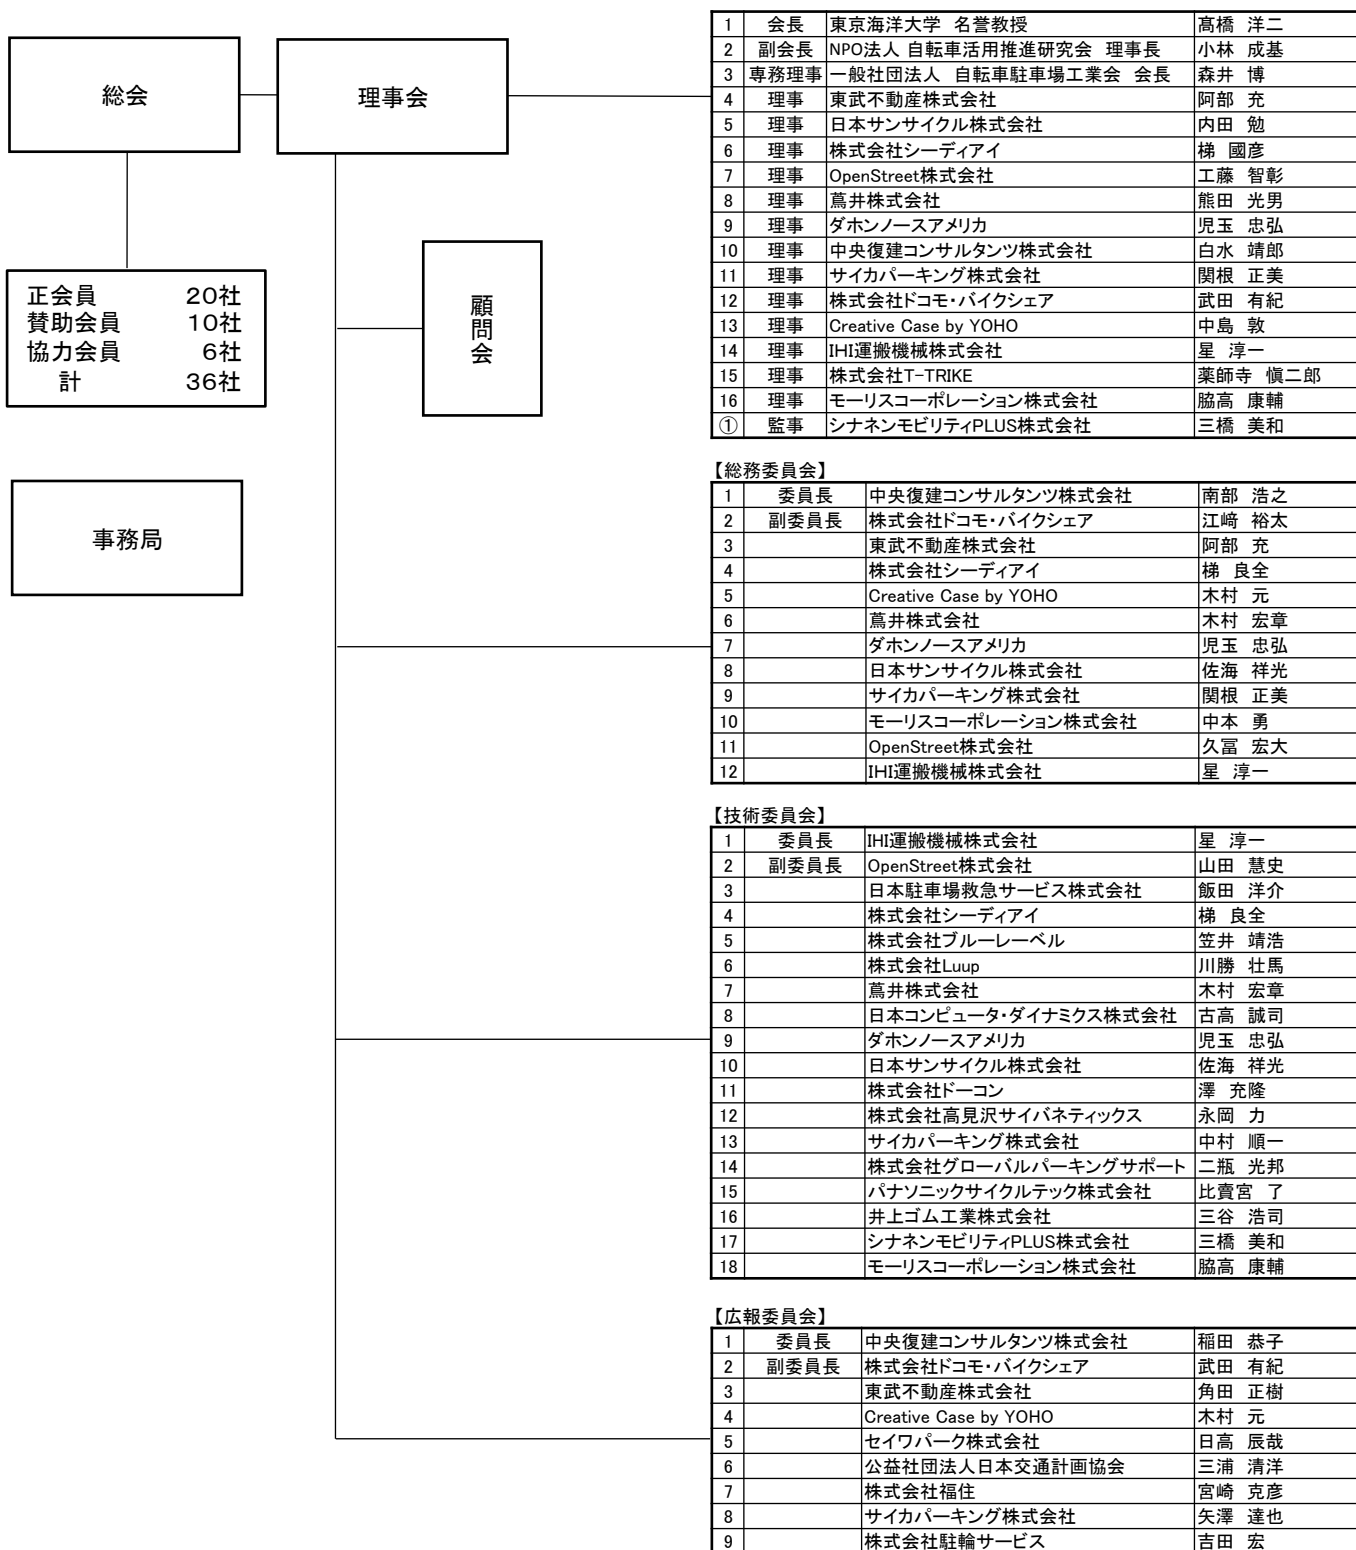 総会
理事会
正会員 20社
賛助会員 10社
協力会員 6社
計 36社
顧問会
事務局
1 会長 東京海洋大学 名誉教授 髙橋 洋二
2 副会長 NPO法人 自転車活用推進研究会 理事長 小林 成基
3 専務理事 一般社団法人 自転車駐車場工業会 会長 森井 博
4 理事 東武不動産株式会社 阿部 充
5 理事 日本サンサイクル株式会社 内田 勉
6 理事 株式会社シーディアイ 梯 國彦
7 理事 OpenStreet株式会社 工藤 智彰
8 理事 蔦井株式会社 熊田 光男
9 理事 ダホンノースアメリカ 児玉 忠弘
10 理事 中央復建コンサルタンツ株式会社 白水 靖郎
11 理事 サイカパーキング株式会社 関根 正美
12 理事 株式会社ドコモ・バイクシェア 武田 有紀
13 理事 Creative Case by YOHO 中島 敦
14 理事 IHI運搬機械株式会社 星 淳一
15 理事 株式会社T-TRIKE 薬師寺 愼二郎
16 理事 モーリスコーポレーション株式会社 脇高 康輔
① 監事 シナネンモビリティPLUS株式会社 三橋 美和
【総務委員会】
1 委員長 中央復建コンサルタンツ株式会社 南部 浩之
2 副委員長 株式会社ドコモ・バイクシェア 江﨑 裕太
3 東武不動産株式会社 阿部 充
4 株式会社シーディアイ 梯 良全
5 Creative Case by YOHO 木村 元
6 蔦井株式会社 木村 宏章
7 ダホンノースアメリカ 児玉 忠弘
8 日本サンサイクル株式会社 佐海 祥光
9 サイカパーキング株式会社 関根 正美
10 モーリスコーポレーション株式会社 中本 勇
11 OpenStreet株式会社 久冨 宏大
12 IHI運搬機械株式会社 星 淳一
【技術委員会】
1 委員長 IHI運搬機械株式会社 星 淳一
2 副委員長 OpenStreet株式会社 山田 慧史
3 日本駐車場救急サービス株式会社 飯田 洋介
4 株式会社シーディアイ 梯 良全
5 株式会社ブルーレーベル 笠井 靖浩
6 株式会社Luup 川勝 壮馬
7 蔦井株式会社 木村 宏章
8 日本コンピュータ・ダイナミクス株式会社 古高 誠司
9 ダホンノースアメリカ 児玉 忠弘
10 日本サンサイクル株式会社 佐海 祥光
11 株式会社ドーコン 澤 充隆
12 株式会社高見沢サイバネティックス 永岡 力
13 サイカパーキング株式会社 中村 順一
14 株式会社グローバルパーキングサポート 二瓶 光邦
15 パナソニックサイクルテック株式会社 比賣宮 了
16 井上ゴム工業株式会社 三谷 浩司
17 シナネンモビリティPLUS株式会社 三橋 美和
18 モーリスコーポレーション株式会社 脇高 康輔
【広報委員会】
1 委員長 中央復建コンサルタンツ株式会社 稲田 恭子
2 副委員長 株式会社ドコモ・バイクシェア 武田 有紀
3 東武不動産株式会社 角田 正樹
4 Creative Case by YOHO 木村 元
5 セイワパーク株式会社 日高 辰哉
6 公益社団法人日本交通計画協会 三浦 清洋
7 株式会社福住 宮崎 克彦
8 サイカパーキング株式会社 矢澤 達也
9 株式会社駐輪サービス 吉田 宏